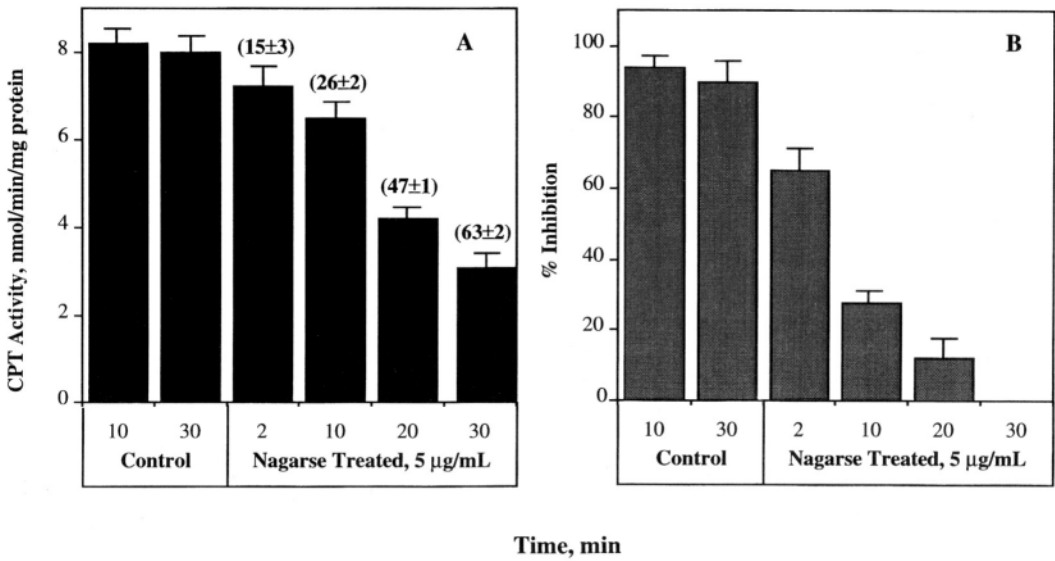 A
CPT Activity, nmol/min/mg protein
8
6
4
2
0
(15±3)
(26±2)
(47±1)
(63±2)
10 30 2 10 20 30
Control Nagarse Treated, 5 μg/mL
B
% Inhibition
100
80
60
40
20
0
10 30 2 10 20 30
Control Nagarse Treated, 5 μg/mL
Time, min